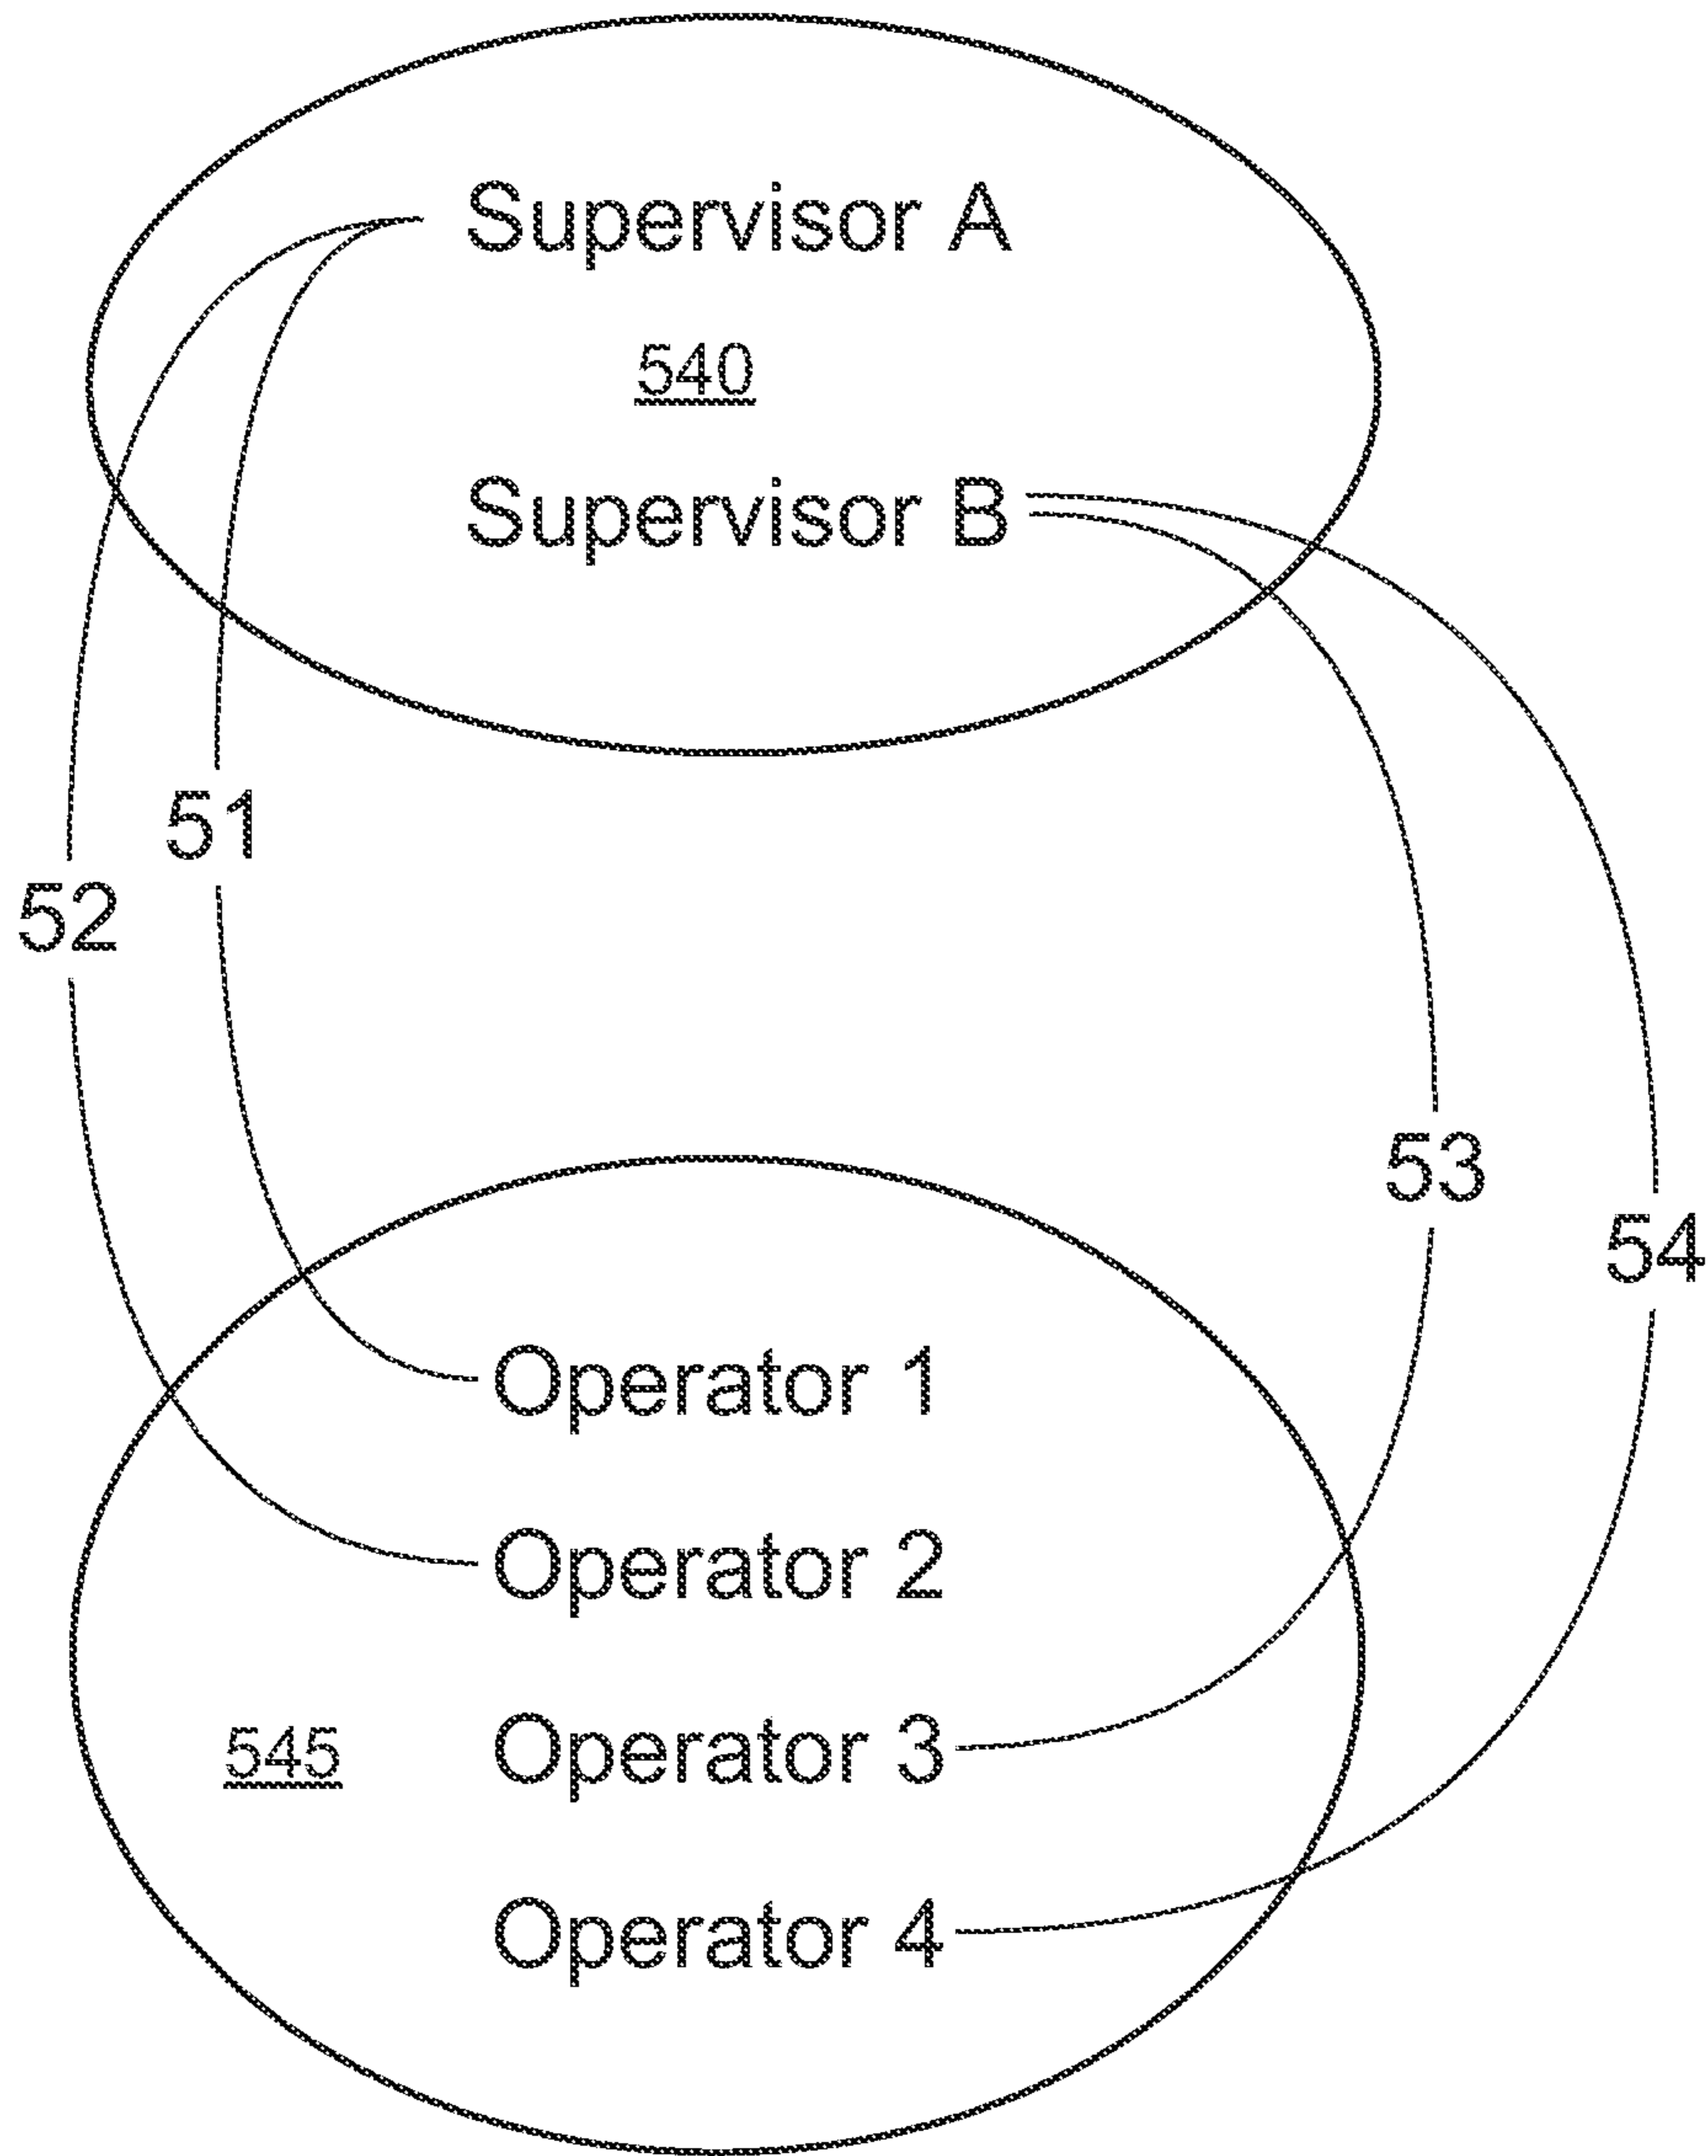 Supervisor A
540
Supervisor B
51
52
53
54
Operator 1
Operator 2
545
Operator 3
Operator 4